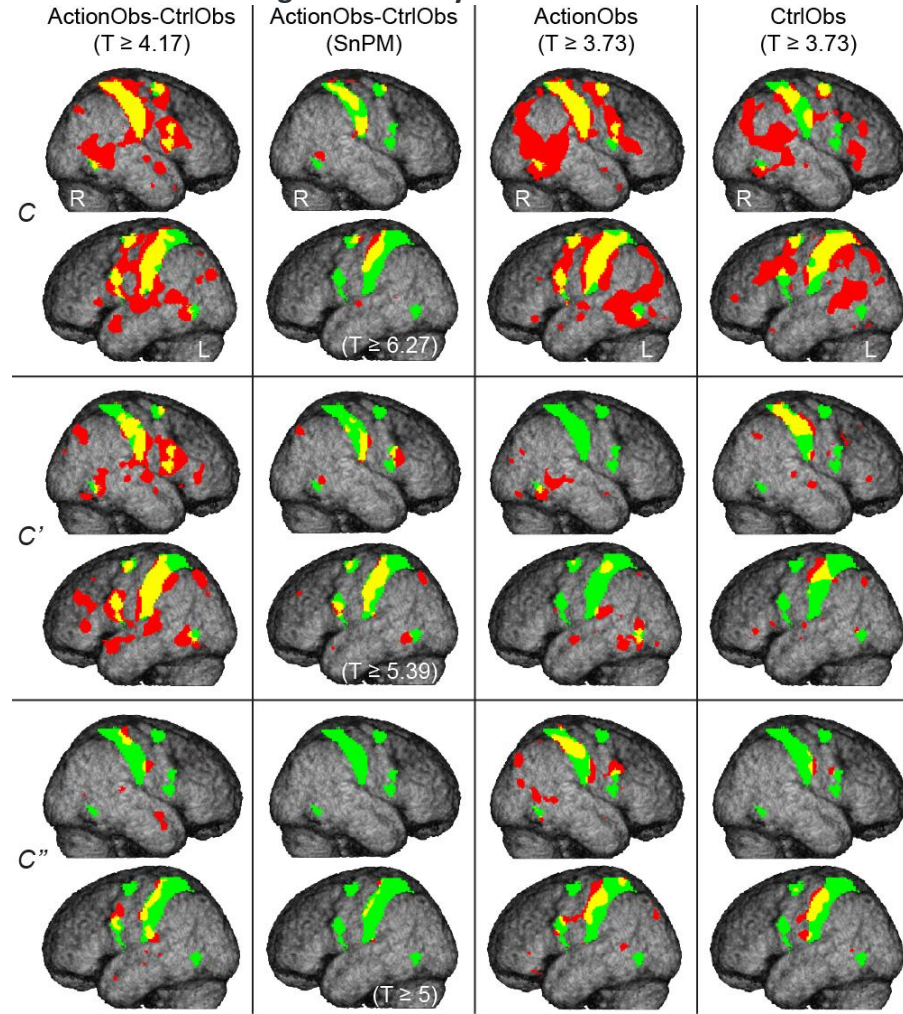 ActionObs-CtrlObs ActionObs-CtrlObs ActionObs CtrlObs
(T ≥ 4.17) (SnPM) (T ≥ 3.73) (T ≥ 3.73)
C
R R R R
L (T ≥ 6.27) L L
C’
(T ≥ 5.39)
C”
(T ≥ 5)